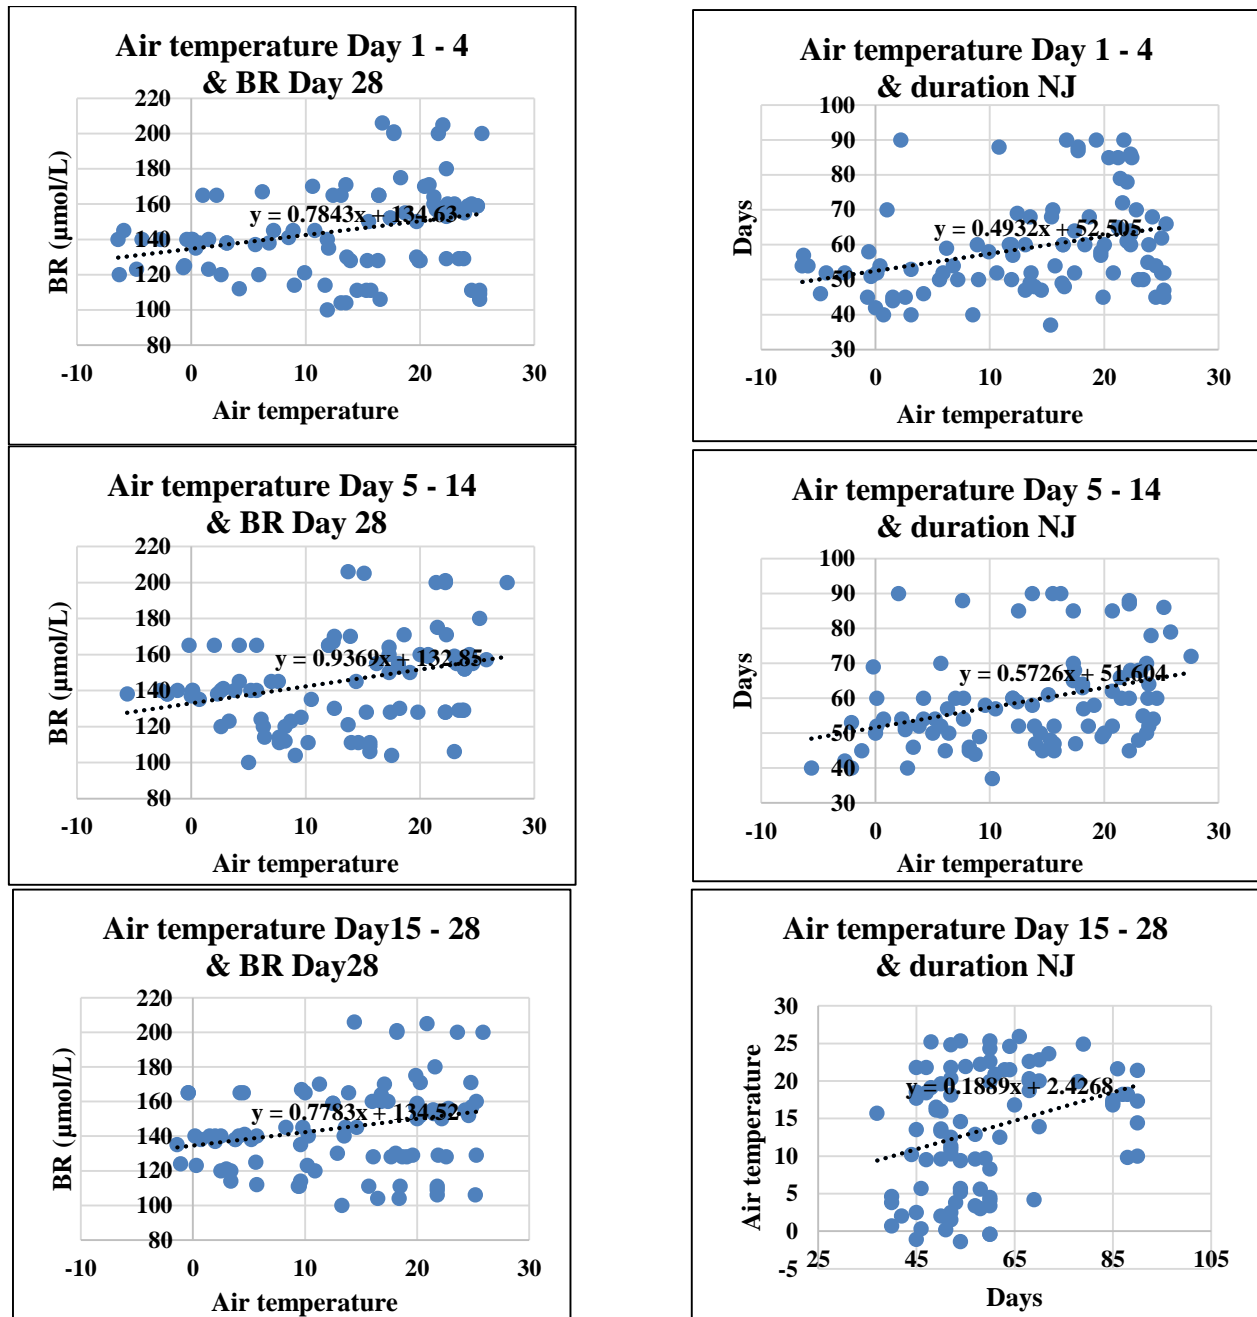 Air temperature Day 1 - 4
& BR Day 28
BR (µmol/L)
220
200
180
160
140
120
100
80
y = 0.7843x + 134.63
-10 0 10 20 30
Air temperature
Air temperature Day 1 - 4
& duration NJ
Days
100
90
80
70
60
50
40
30
y = 0.4932x + 52.505
-10 0 10 20 30
Air temperature
Air temperature Day 5 - 14
& BR Day 28
BR (µmol/L)
220
200
180
160
140
120
100
80
y = 0.9369x + 132.85
-10 0 10 20 30
Air temperature
Air temperature Day 5 - 14
& duration NJ
Days
100
90
80
70
60
50
40
30
y = 0.5726x + 51.604
-10 0 10 20 30
Air temperature
Air temperature Day15 - 28
& BR Day28
BR (µmol/L)
220
200
180
160
140
120
100
80
y = 0.7783x + 134.52
-10 0 10 20 30
Air temperature
Air temperature Day 15 - 28
& duration NJ
Air temperature
30
25
20
15
10
5
0
-5
y = 0.1889x + 2.4268
25 45 65 85 105
Days